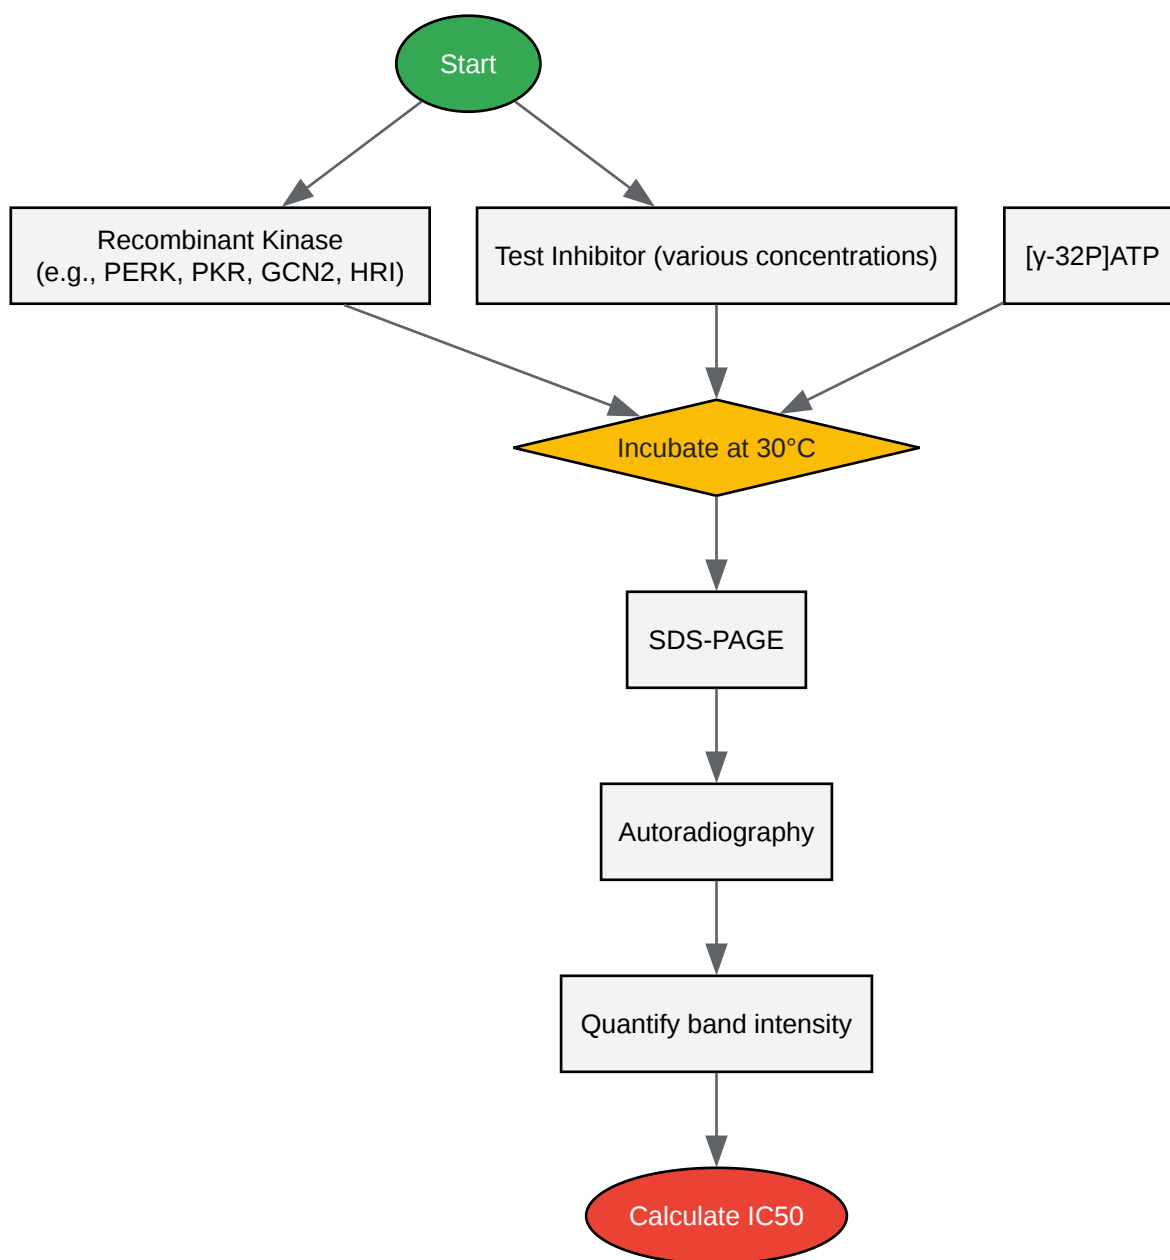 Start
Recombinant Kinase
(e.g., PERK, PKR, GCN2, HRI)
Test Inhibitor (various concentrations)
[γ-32P]ATP
Incubate at 30°C
SDS-PAGE
Autoradiography
Quantify band intensity
Calculate IC50